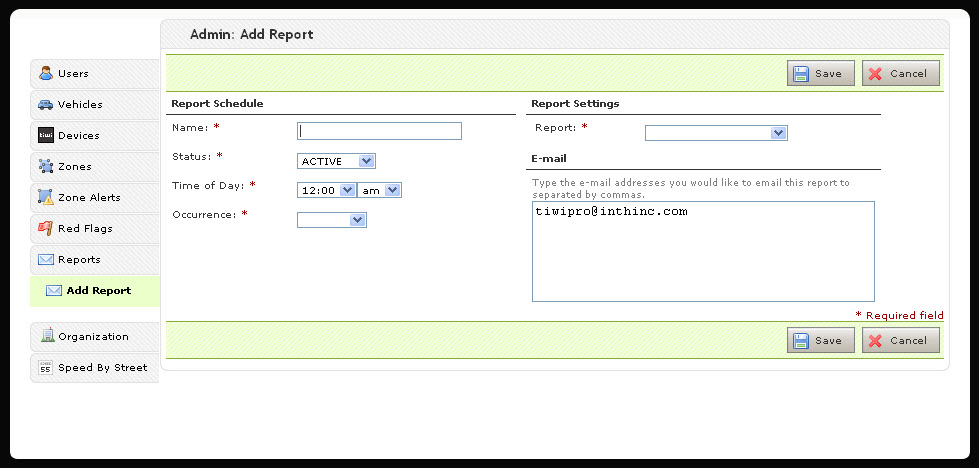 Admin: Add Report
Users
Vehicles
tiwi Devices
Zones
Zone Alerts
Red Flags
Reports
Add Report
Organization
55 Speed By Street
Save Cancel
Report Schedule
Name: *
Status: * ACTIVE
Time of Day: * 12:00 am
Occurrence: *
Report Settings
Report: *
E-mail
Type the e-mail addresses you would like to email this report to
separated by commas.
tiwipro@inthinc.com
* Required field
Save Cancel